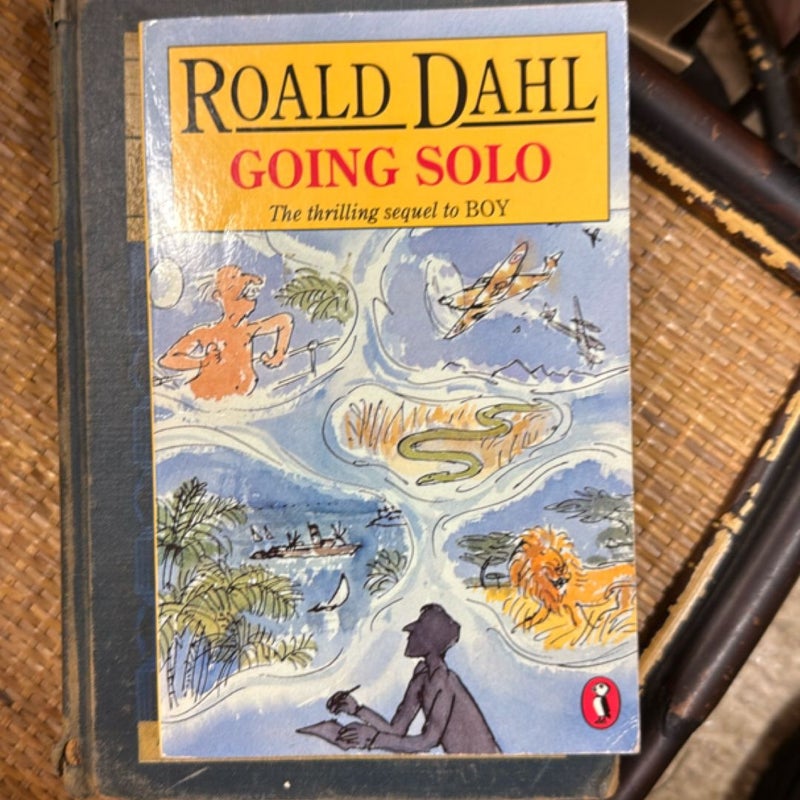 ROALD DAHL
GOING SOLO
The thrilling sequel to BOY